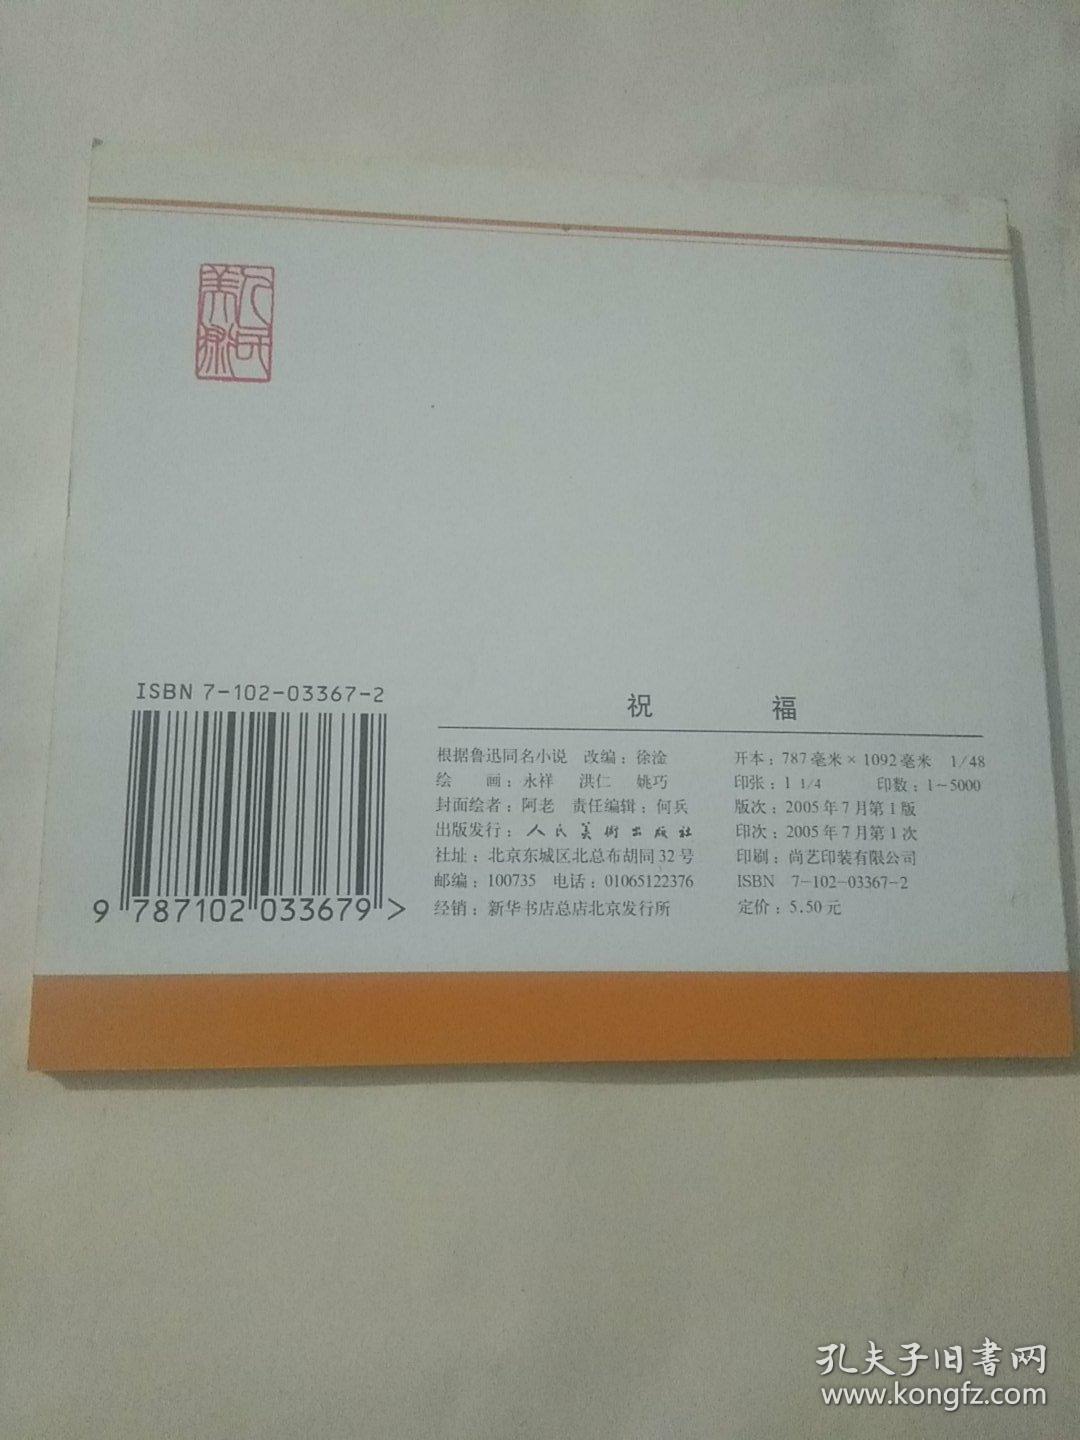 人民美术
ISBN 7-102-03367-2
9 787102 033679 >
祝 福
根据鲁迅同名小说 改编：徐淦
绘 画：永祥 洪仁 姚巧
封面绘者：阿老 责任编辑：何兵
出版发行：人民美術出版社
社址：北京东城区北总布胡同32号
邮编：100735 电话：01065122376
经销：新华书店总店北京发行所
开本：787毫米×1092毫米 1/48
印张：1 1/4 印数：1-5000
版次：2005年7月第1版
印次：2005年7月第1次
印刷：尚艺印装有限公司
ISBN 7-102-03367-2
定价：5.50元
孔夫子旧書网
www.kongfz.com